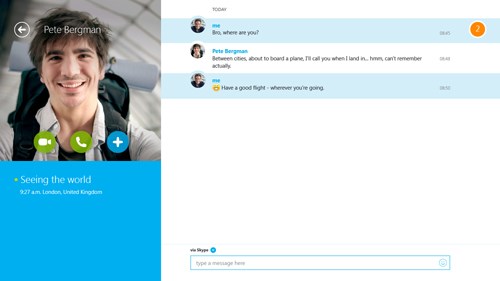 Pete Bergman
TODAY
2
me
Bro, where are you?
08:47
Pete Bergman
Between cities, about to board a plane, I'll call you when I land in... hmm, can't remember
actually.
08:48
me
Have a good flight - wherever you're going.
08:50
Seeing the world
9:27 a.m. London, United Kingdom
via Skype
type a message here